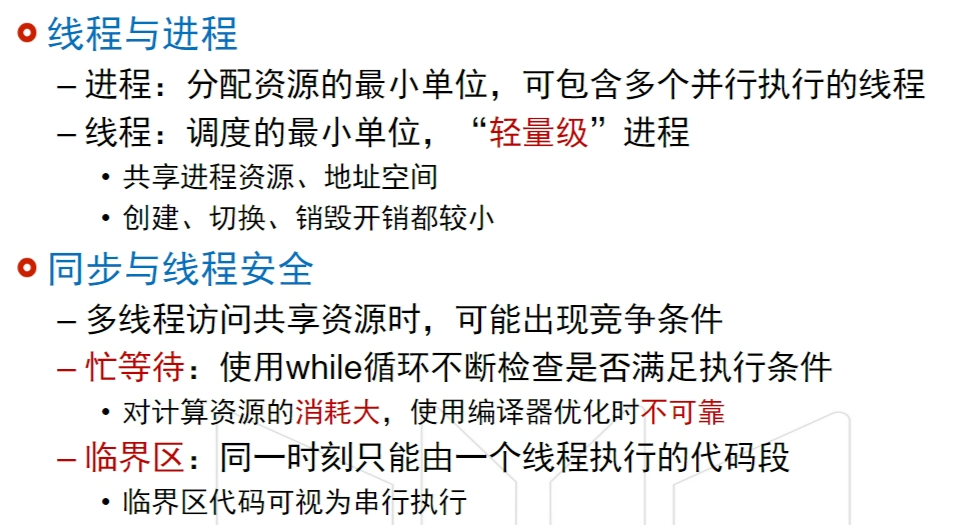 线程与进程
– 进程：分配资源的最小单位，可包含多个并行执行的线程
– 线程：调度的最小单位，“轻量级”进程
• 共享进程资源、地址空间
• 创建、切换、销毁开销都较小
同步与线程安全
– 多线程访问共享资源时，可能出现竞争条件
– 忙等待：使用while循环不断检查是否满足执行条件
• 对计算资源的消耗大，使用编译器优化时不可靠
– 临界区：同一时刻只能由一个线程执行的代码段
• 临界区代码可视为串行执行